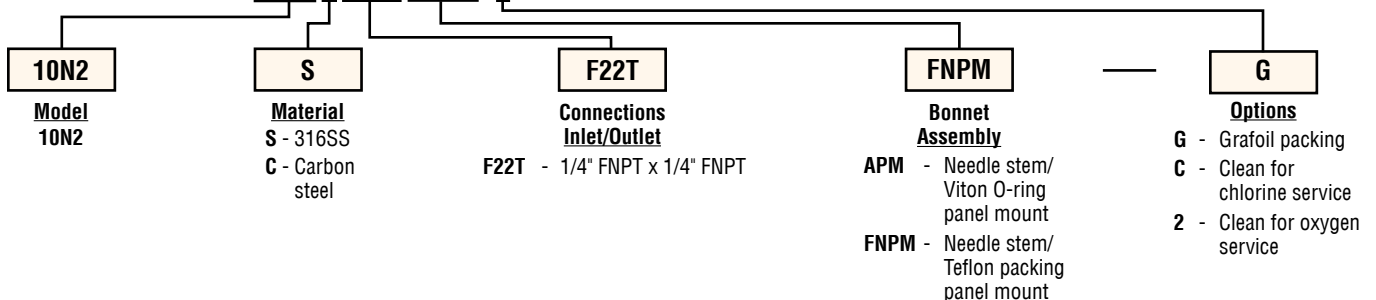 10N2
S
F22T
FNPM
—
G
Model
10N2
Material
S - 316SS
C - Carbon
steel
Connections
Inlet/Outlet
F22T - 1/4" FNPT x 1/4" FNPT
Bonnet
Assembly
APM - Needle stem/
Viton O-ring
panel mount
FNPM - Needle stem/
Teflon packing
panel mount
Options
G - Grafoil packing
C - Clean for
chlorine service
2 - Clean for oxygen
service